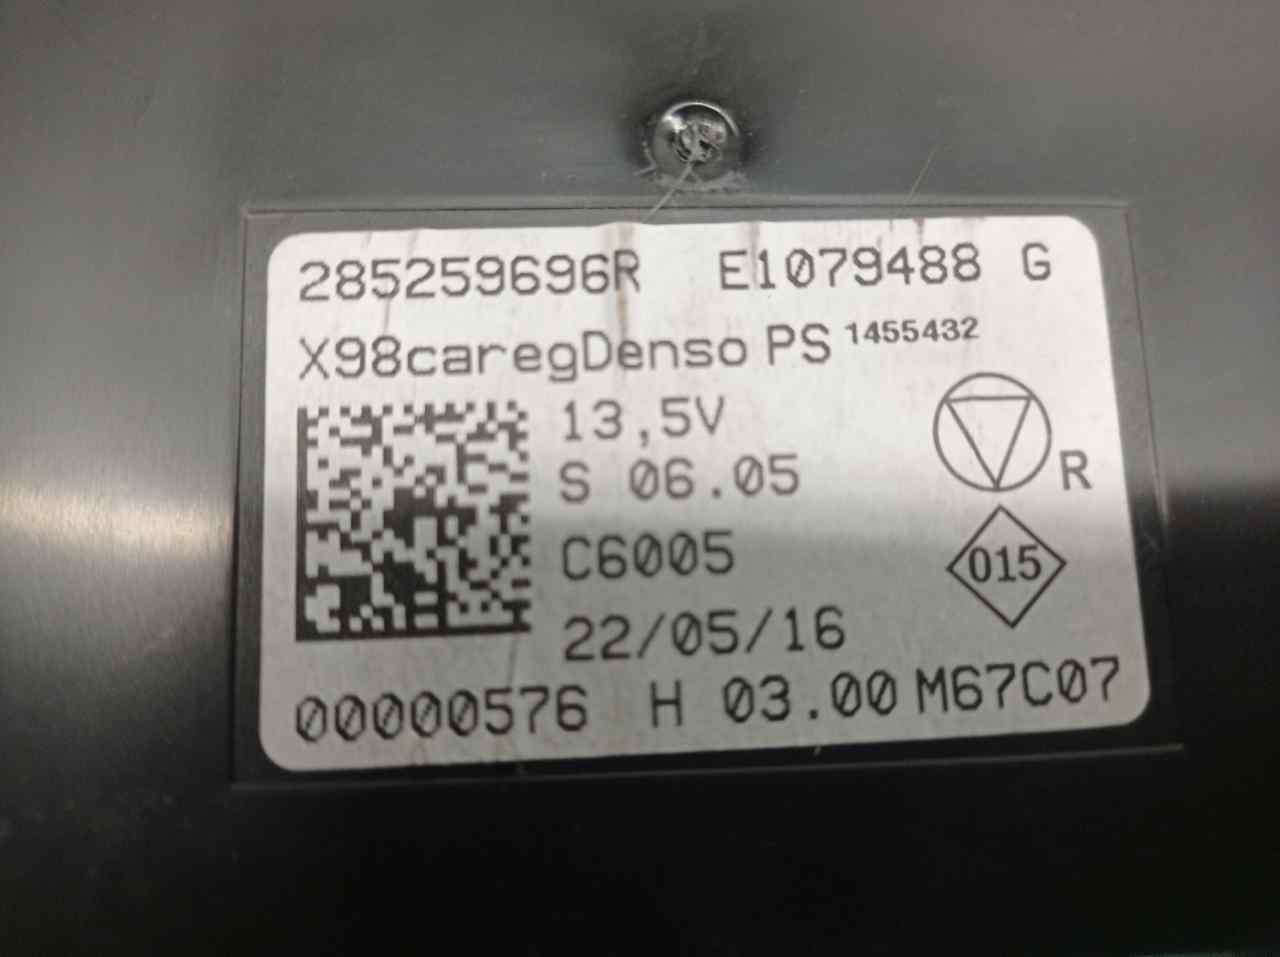 285259696R E1079488 G
X98caregDenso PS 1455432
13,5V
S 06.05
R
C6005
015
22/05/16
00000576 H 03.00 M67C07